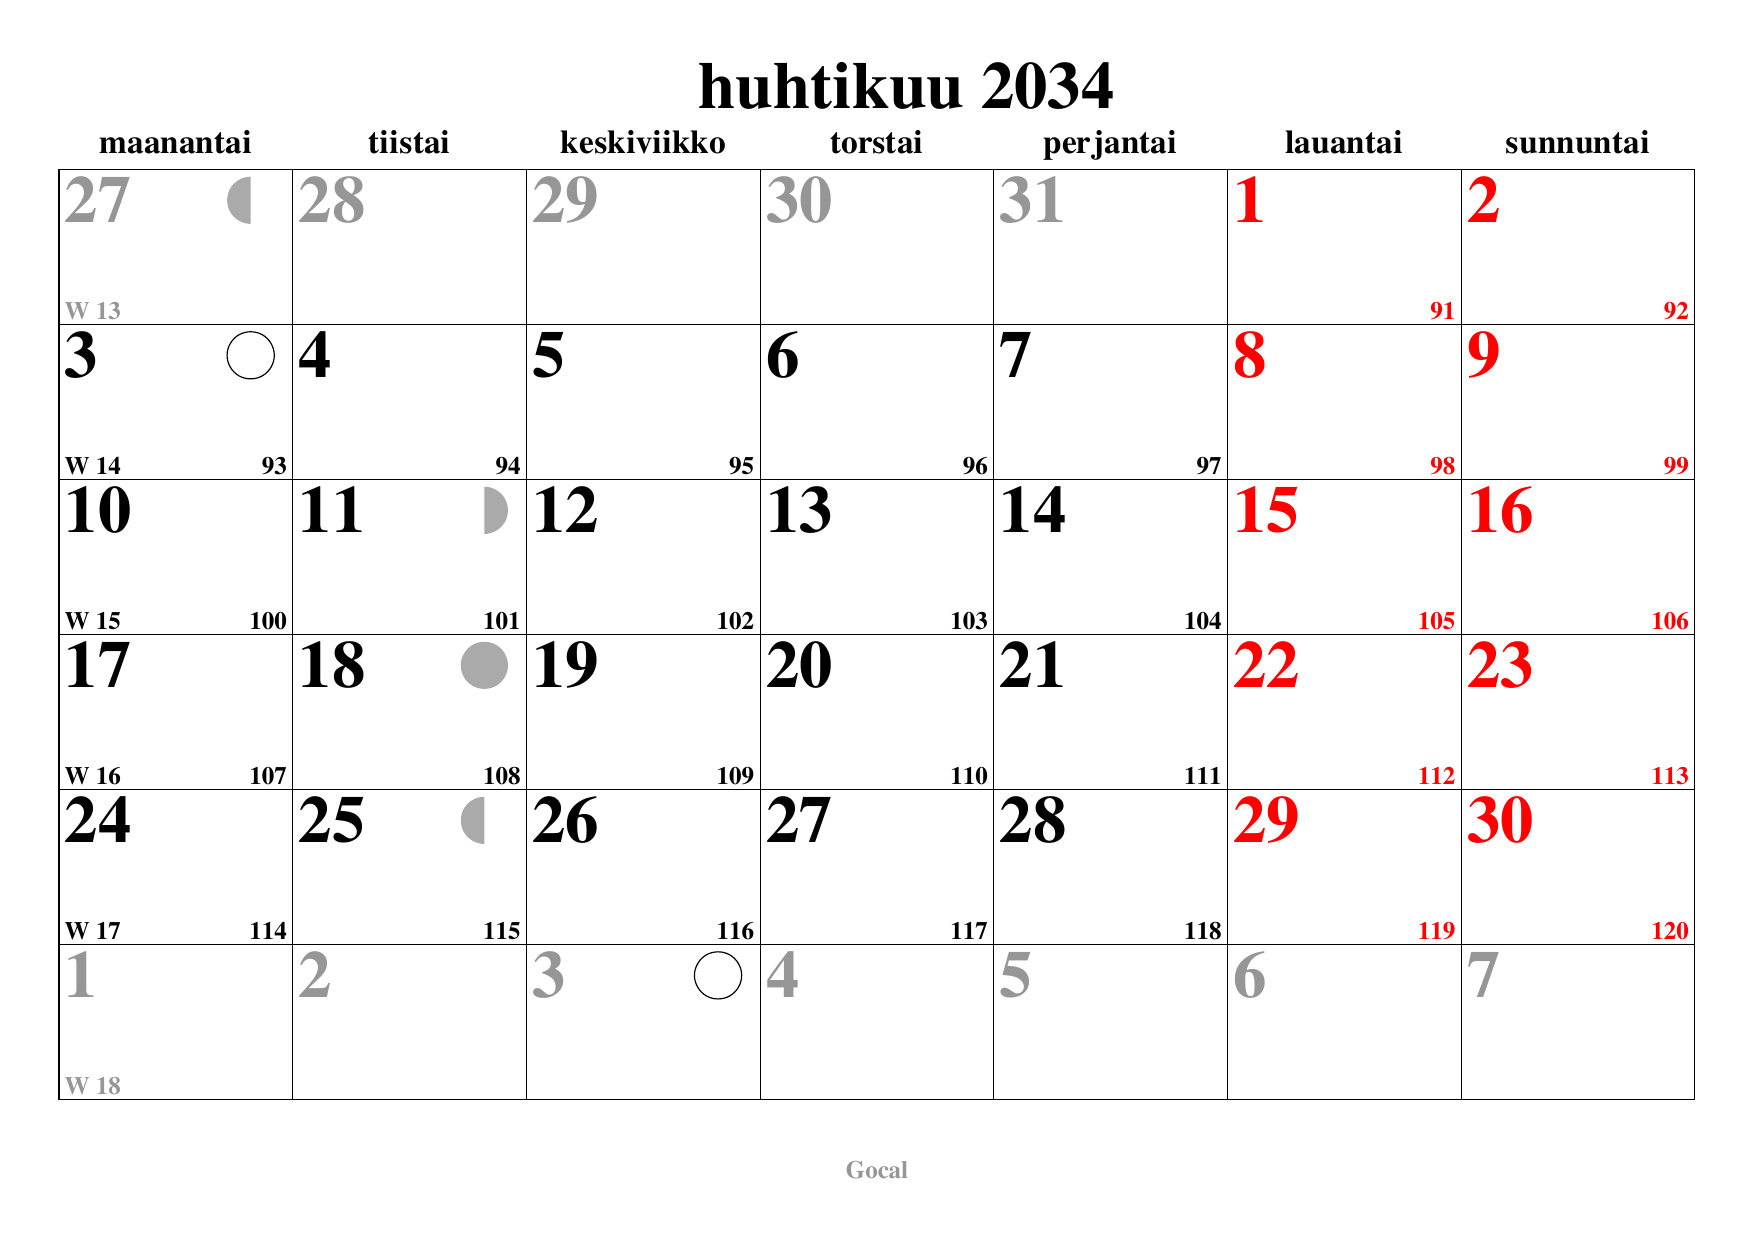 huhtikuu 2034
maanantai tiistai keskiviikko torstai perjantai lauantai sunnuntai
27 28 29 30 31 1 2
W 13 91 92
3 4 5 6 7 8 9
W 14 93 94 95 96 97 98 99
10 11 12 13 14 15 16
W 15 100 101 102 103 104 105 106
17 18 19 20 21 22 23
W 16 107 108 109 110 111 112 113
24 25 26 27 28 29 30
W 17 114 115 116 117 118 119 120
1 2 3 4 5 6 7
W 18
Gocal